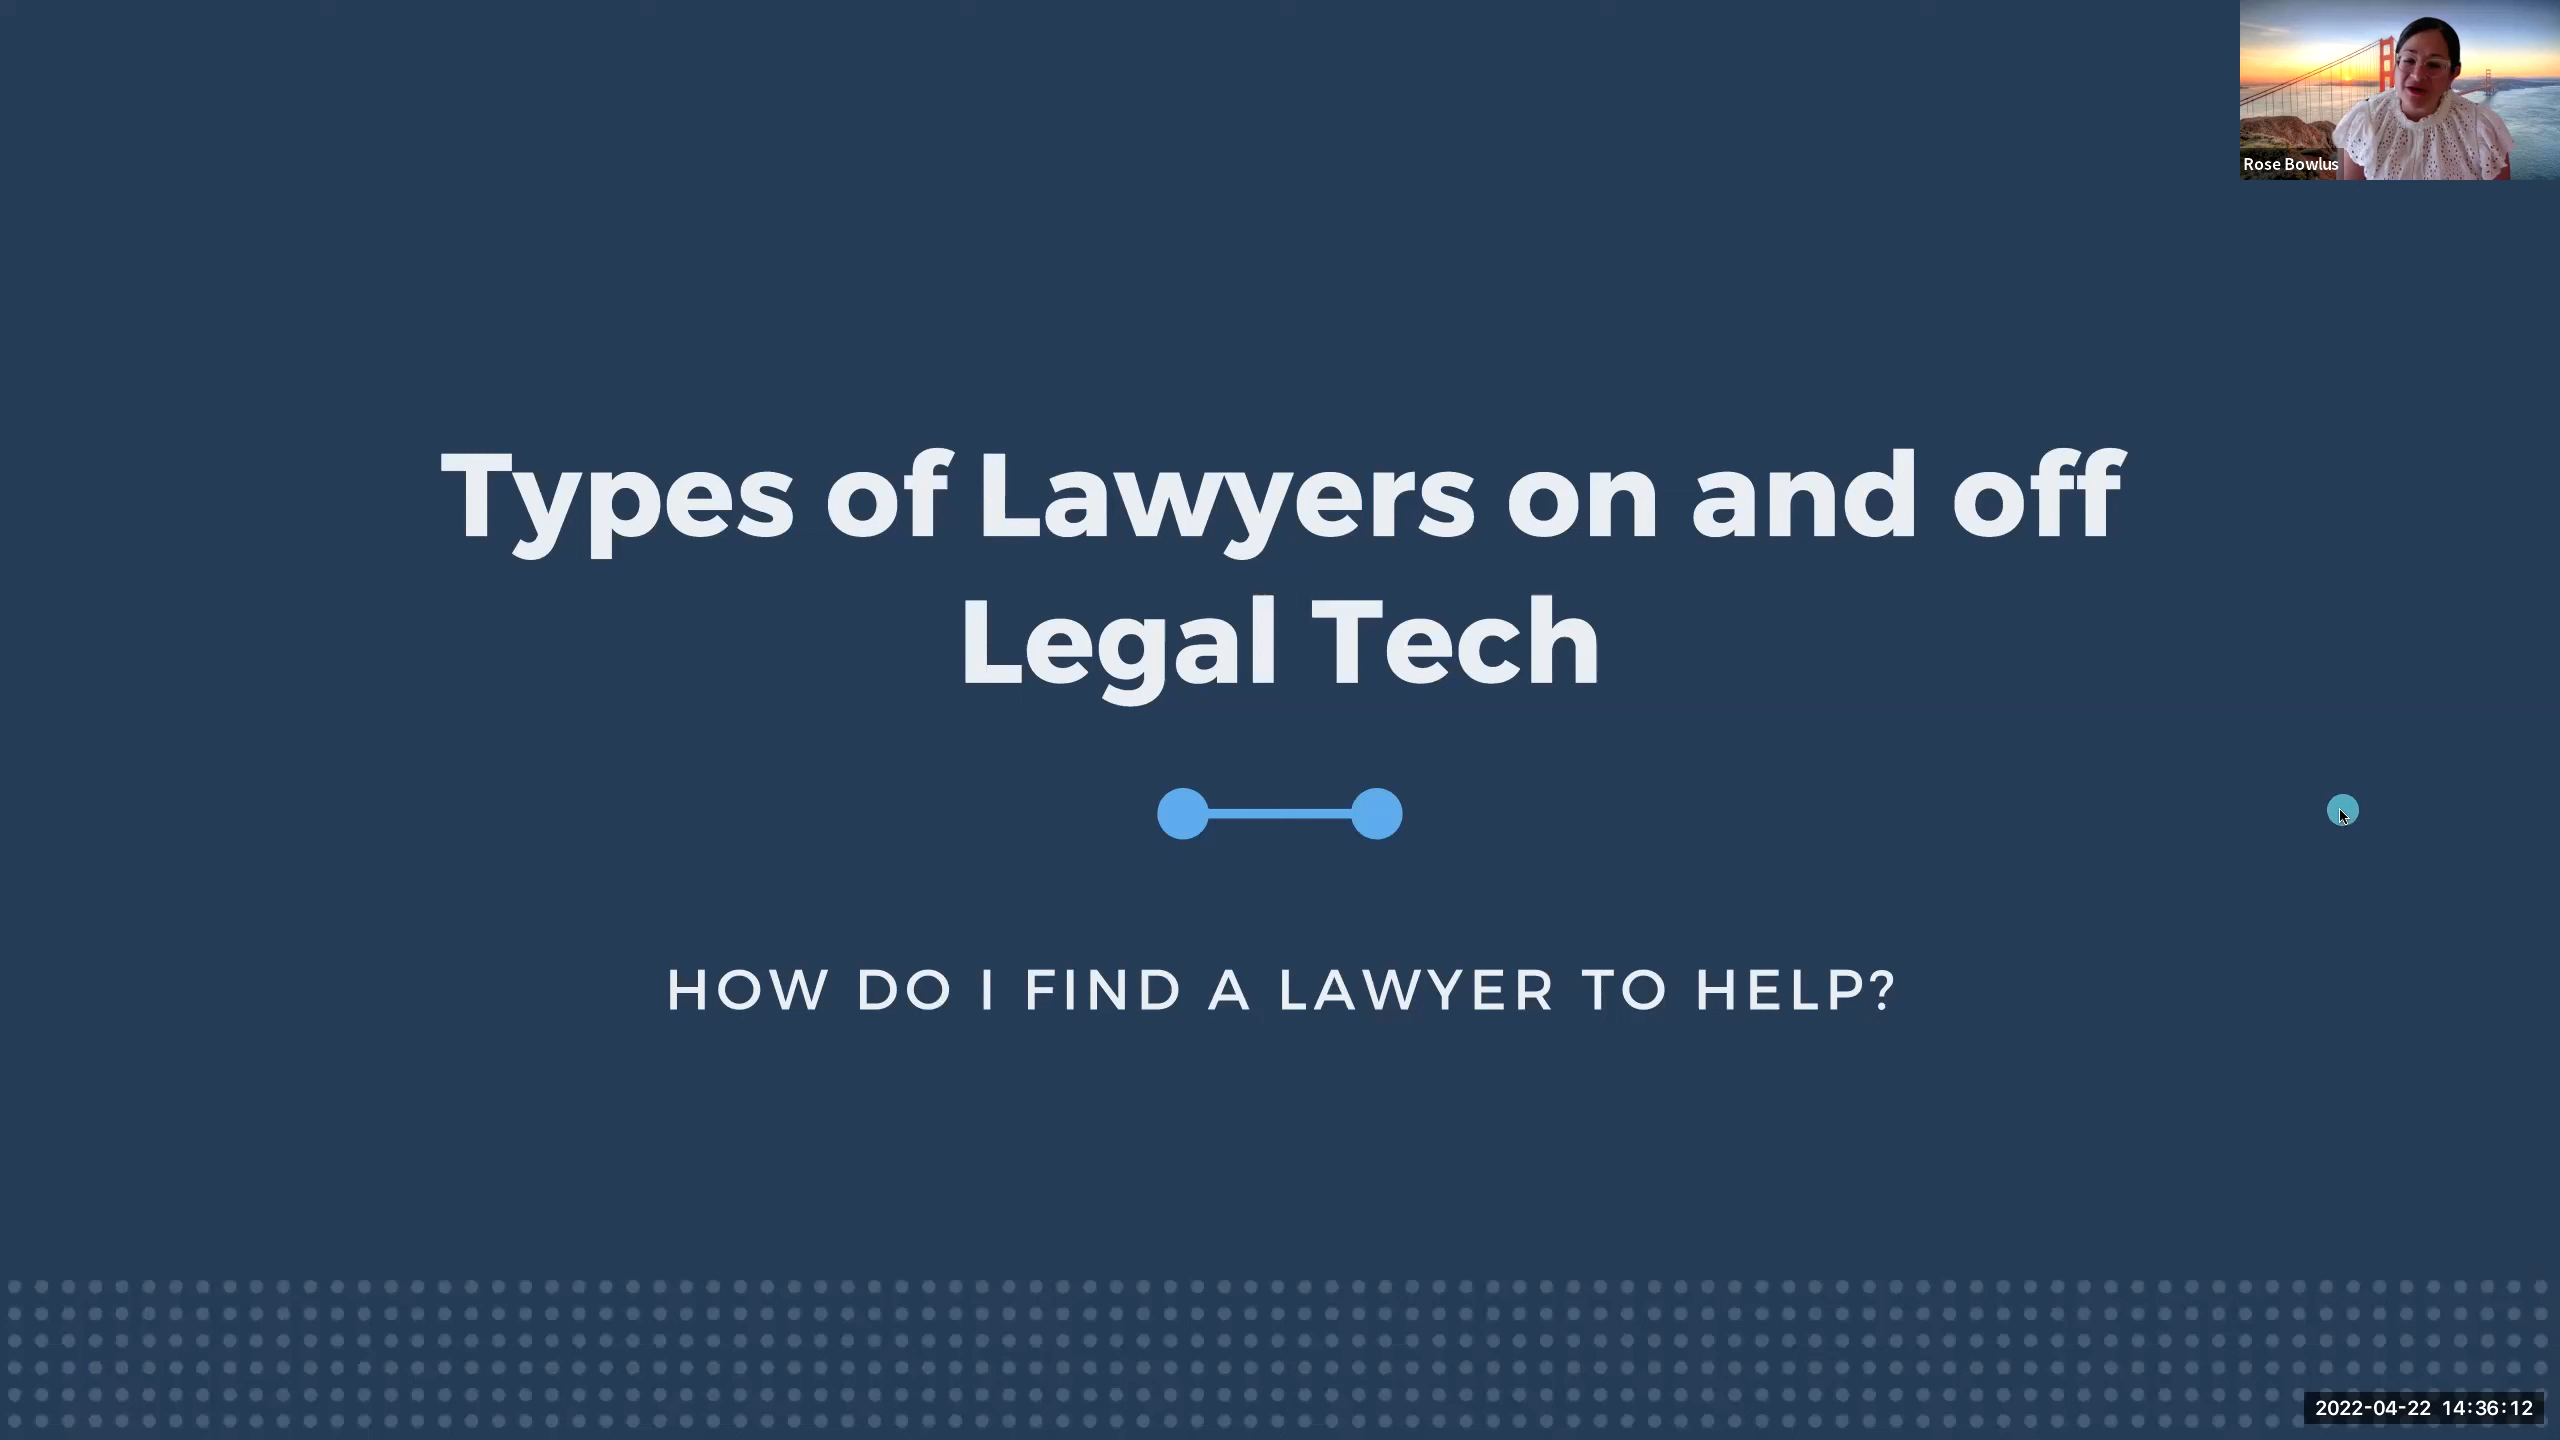 Rose Bowlus
Types of Lawyers on and off
Legal Tech
HOW DO I FIND A LAWYER TO HELP?
2022-04-22 14:36:12